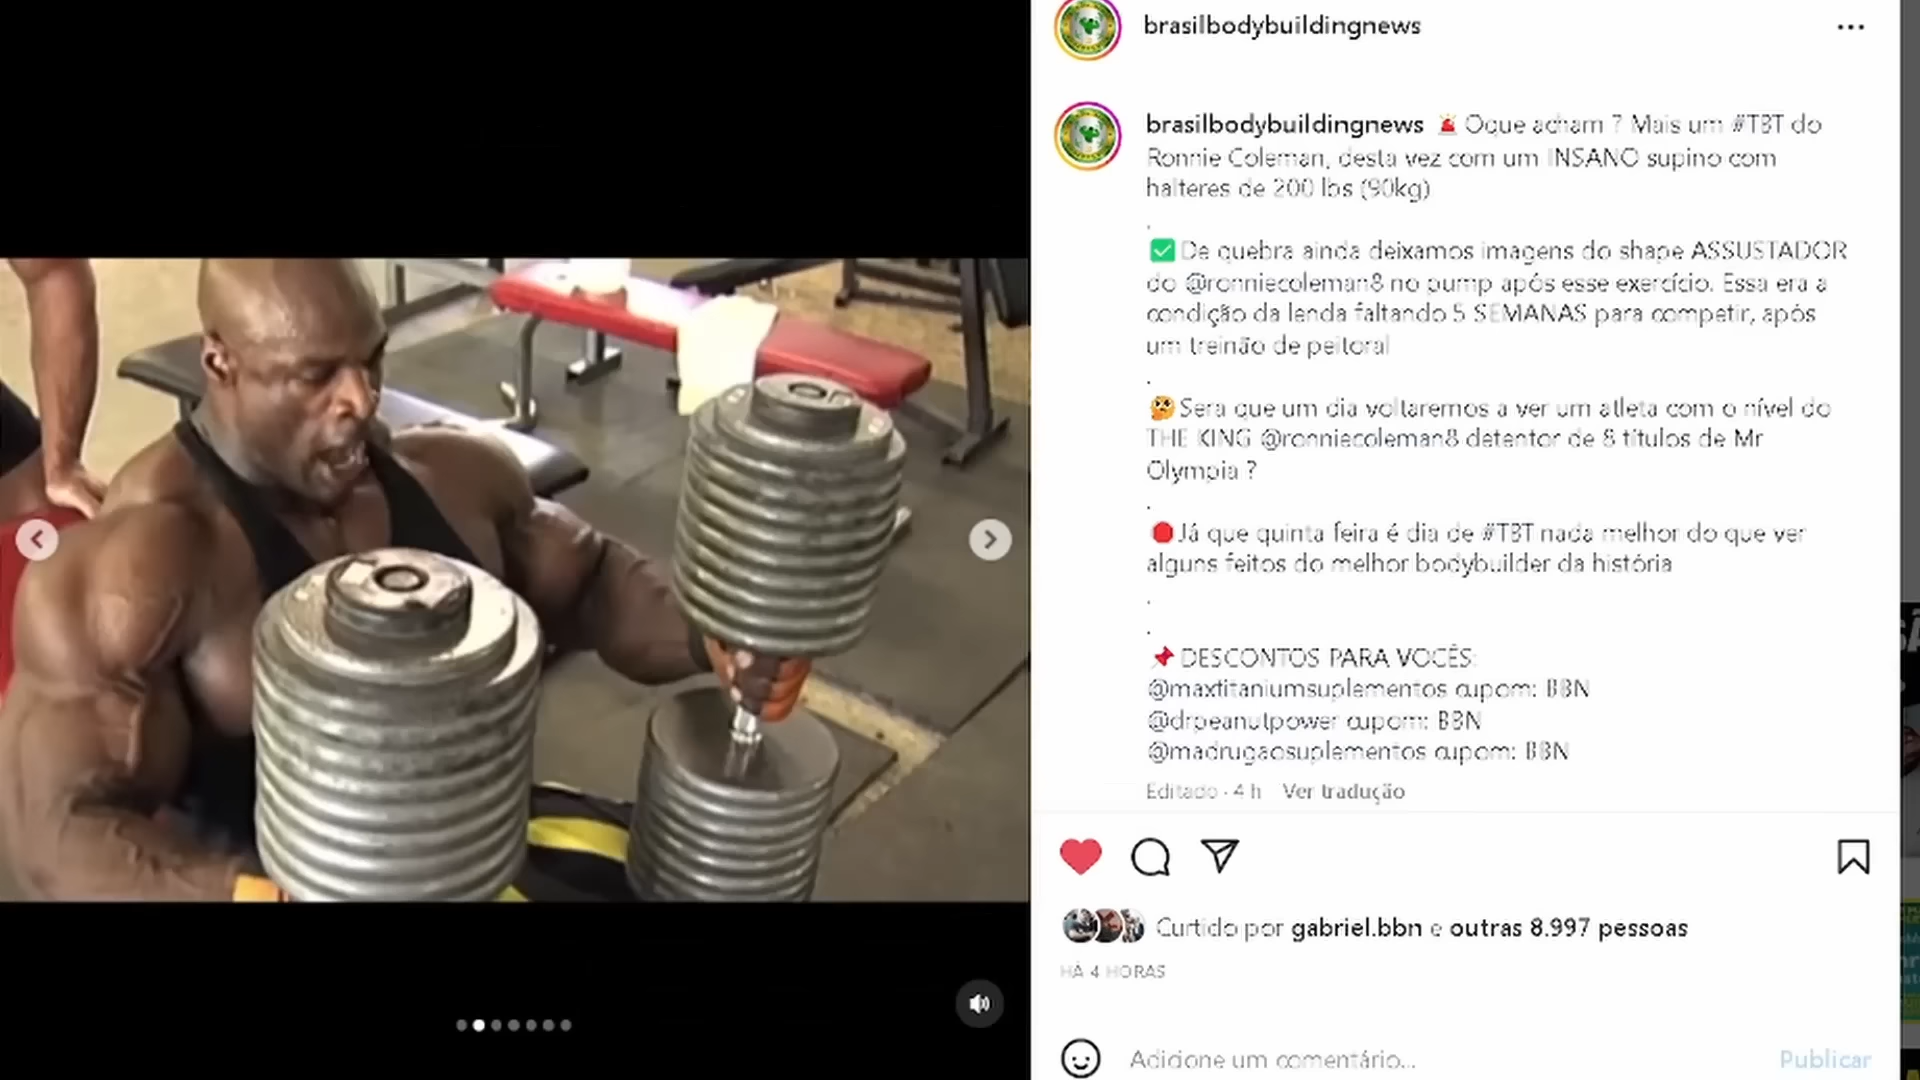 brasilbodybuildingnews
brasilbodybuildingnews 🚨 Oque acham ? Mais um #TBT do
Ronnie Coleman, desta vez com um INSANO supino com
halteres de 200 lbs (90kg)
.
✅De quebra ainda deixamos imagens do shape ASSUSTADOR
do @ronniecoleman8 no pump após esse exercício. Essa era a
condição da lenda faltando 5 SEMANAS para competir, após
um treinão de peitoral
.
Sera que um dia voltaremos a ver um atleta com o nível do
THE KING @ronniecoleman8 detentor de 8 títulos de Mr
Olympia ?
.
🛑Já que quinta feira é dia de #TBT nada melhor do que ver
alguns feitos do melhor bodybuilder da história
.
.
📌DESCONTOS PARA VOCÊS:
@maxtitaniumsuplementos cupom: BBN
@drpeanutpower cupom: BBN
@madrugaosuplementos cupom: BBN
Editado · 4 h Ver tradução
Curtido por gabriel.bbn e outras 8.997 pessoas
HÁ 4 HORAS
Adicione um comentário... Publicar